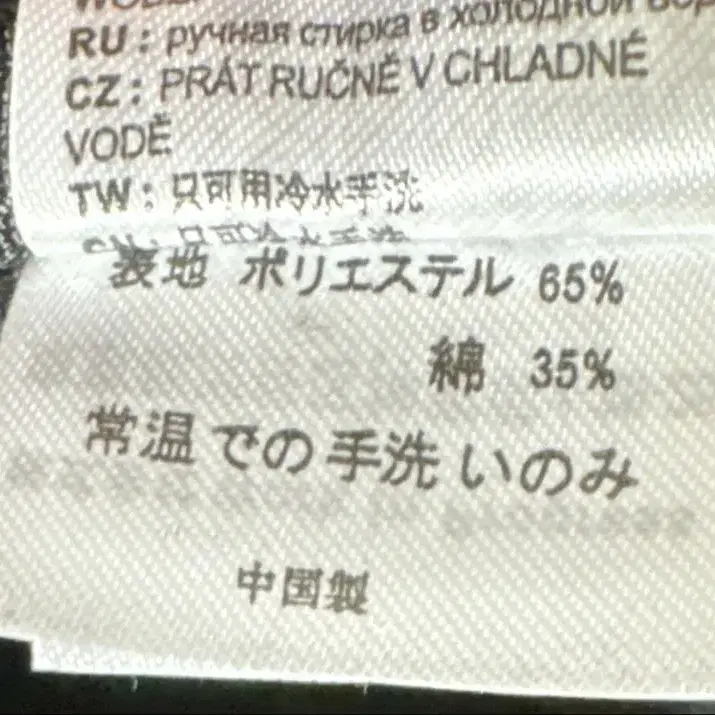 RU : ручная стирка в холодной
CZ : PRÁT RUČNĚ V CHLADNÉ
VODĚ
TW : 只可用冷水手洗
表地 ポリエステル 65%
綿 35%
常温での手洗いのみ
中国製